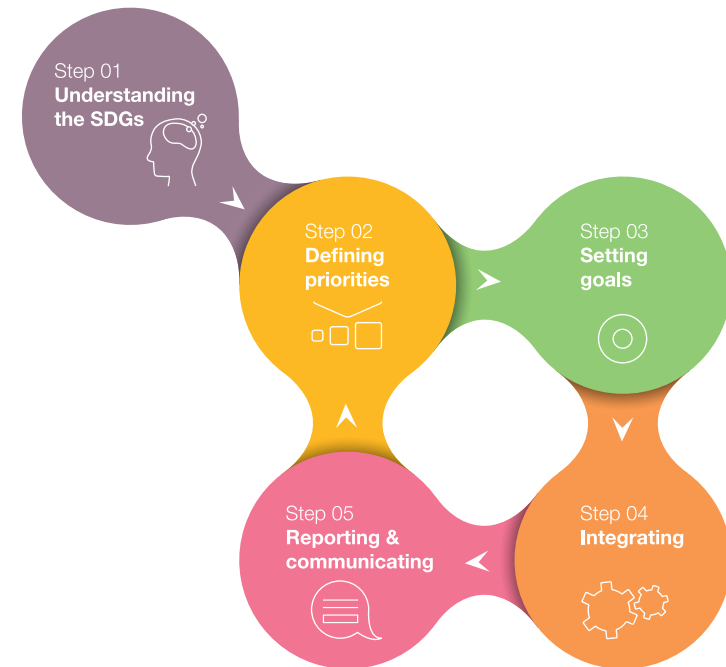 Step 01
Understanding
the SDGs
Step 02
Defining
priorities
Step 03
Setting
goals
Step 04
Integrating
Step 05
Reporting &
communicating